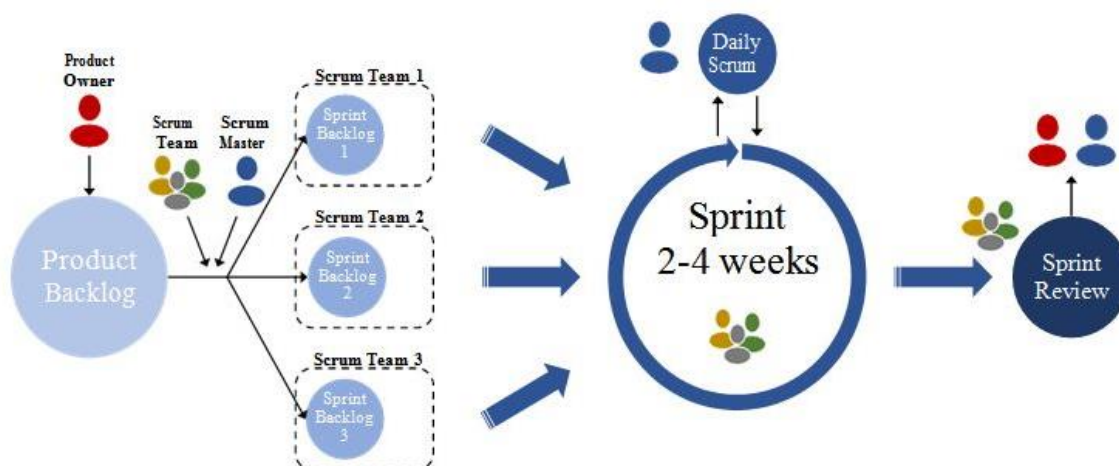 Product
Owner
Scrum
Team
Scrum
Master
Product
Backlog
Scrum Team 1
Sprint
Backlog
1
Scrum Team 2
Sprint
Backlog
2
Scrum Team 3
Sprint
Backlog
3
Daily
Scrum
Sprint
2-4 weeks
Sprint
Review